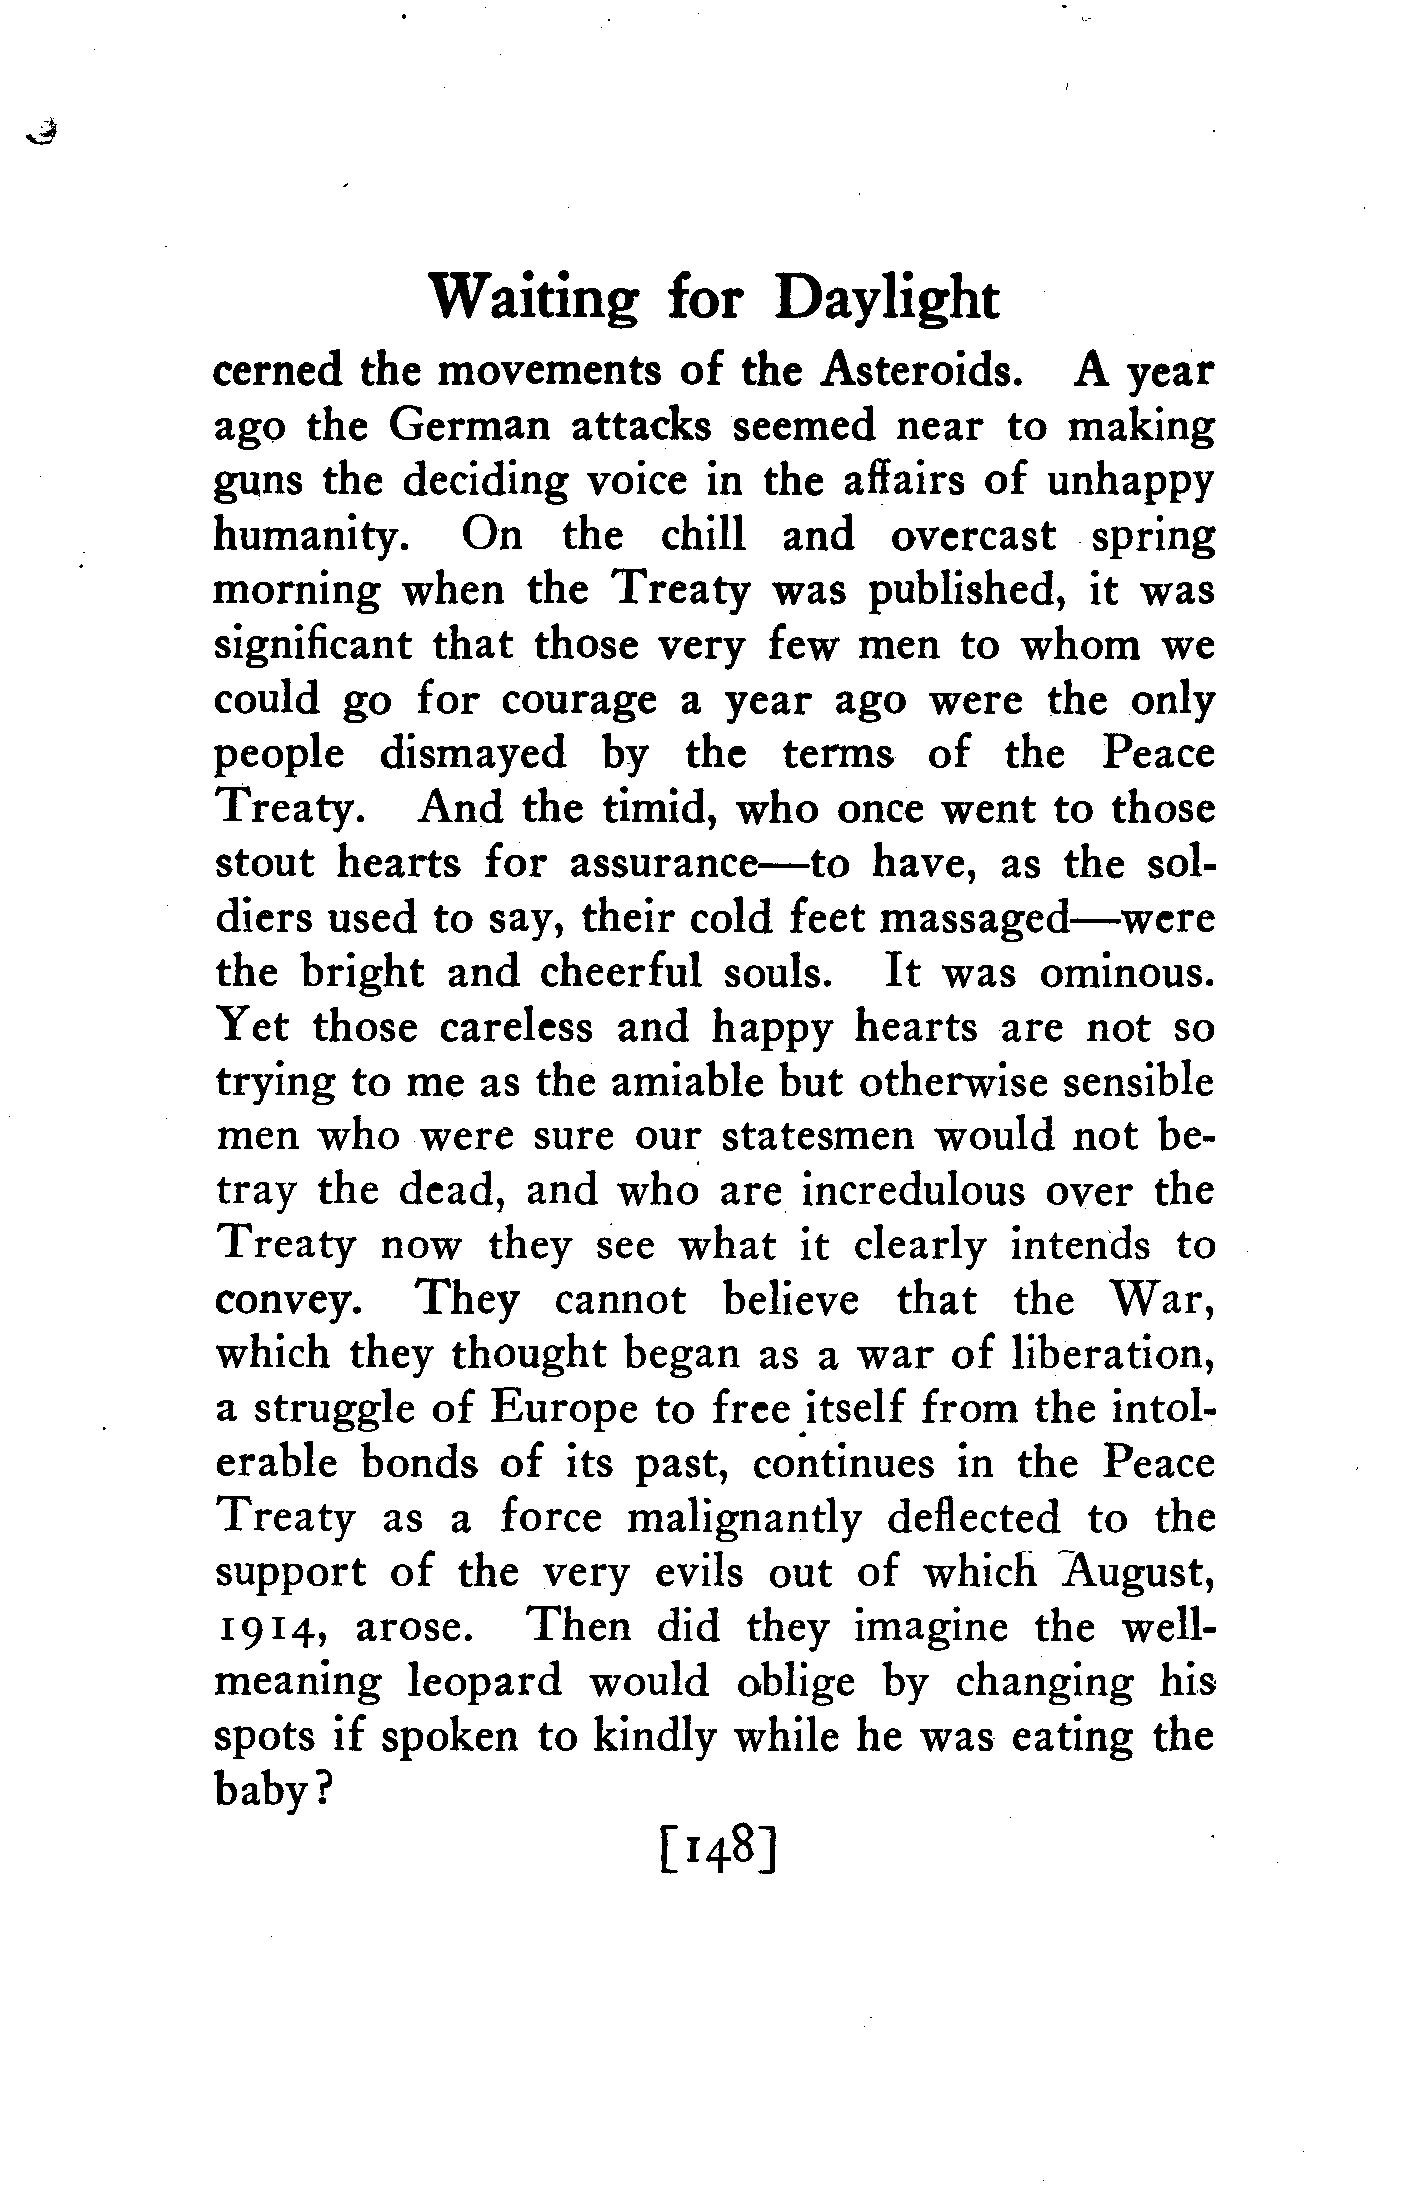 Waiting for Daylight
cerned the movements of the Asteroids. A year
ago the German attacks seemed near to making
guns the deciding voice in the affairs of unhappy
humanity. On the chill and overcast spring
morning when the Treaty was published, it was
significant that those very few men to whom we
could go for courage a year ago were the only
people dismayed by the terms of the Peace
Treaty. And the timid, who once went to those
stout hearts for assurance—to have, as the sol-
diers used to say, their cold feet massaged—were
the bright and cheerful souls. It was ominous.
Yet those careless and happy hearts are not so
trying to me as the amiable but otherwise sensible
men who were sure our statesmen would not be-
tray the dead, and who are incredulous over the
Treaty now they see what it clearly intends to
convey. They cannot believe that the War,
which they thought began as a war of liberation,
a struggle of Europe to free itself from the intol-
erable bonds of its past, continues in the Peace
Treaty as a force malignantly deflected to the
support of the very evils out of which August,
1914, arose. Then did they imagine the well-
meaning leopard would oblige by changing his
spots if spoken to kindly while he was eating the
baby?
[148]